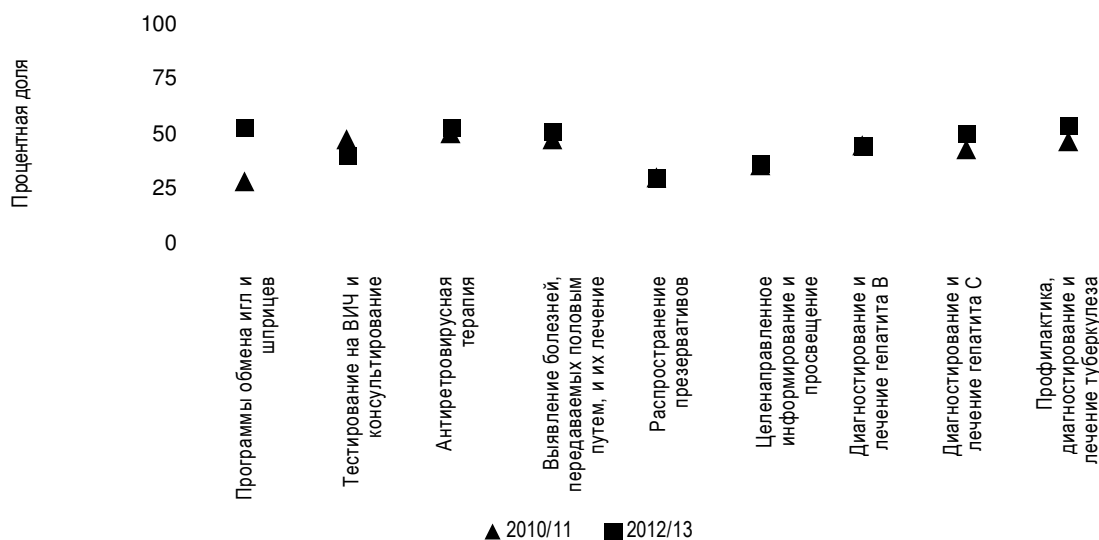 100
75
50
25
0
Процентная доля
Программы обмена игл и
шприцев
Тестирование на ВИЧ и
консультирование
Антиретровирусная
терапия
Выявление болезней,
передаваемых половым
путем, и их лечение
Распространение
презервативов
Целенаправленное
информирование и
просвещение
Диагностирование и
лечение гепатита В
Диагностирование и
лечение гепатита С
Профилактика,
диагностирование и
лечение туберкулеза
2010/11
2012/13